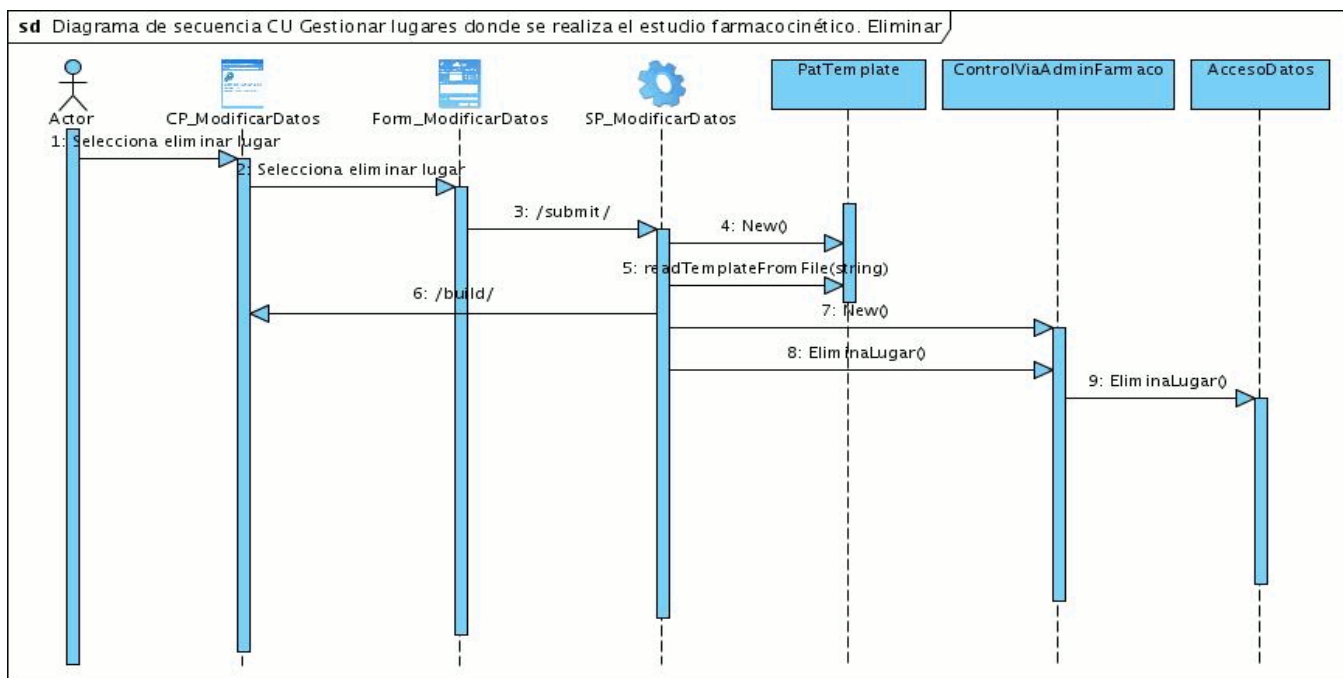 sd Diagrama de secuencia CU Gestionar lugares donde se realiza el estudio farmacocinético. Eliminar
PatTemplate
ControlViaAdminFarmaco
AccesoDatos
Actor
CP_ModificarDatos
Form_ModificarDatos
SP_ModificarDatos
1: Selecciona eliminar lugar
2: Selecciona eliminar lugar
3: /submit/
4: New()
5: readTemplateFromFile(string)
6: /build/
7: New()
8: EliminaLugar()
9: EliminaLugar()